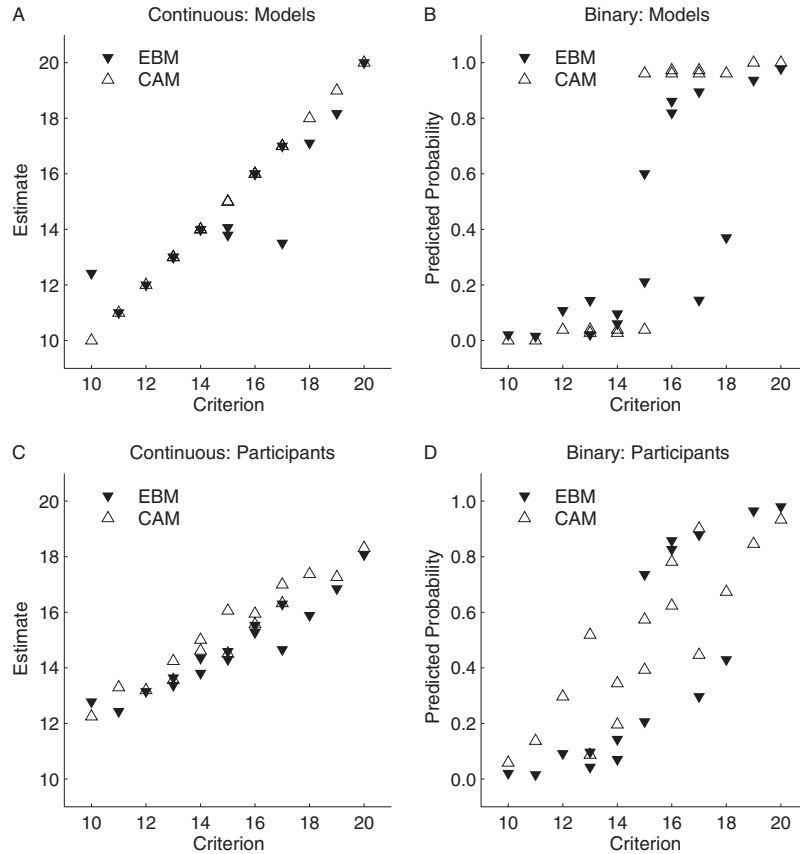 A Continuous: Models
EBM
CAM
20
18
16
14
12
10
Estimate
10 12 14 16 18 20
Criterion
B Binary: Models
EBM
CAM
1.0
0.8
0.6
0.4
0.2
0.0
Predicted Probability
10 12 14 16 18 20
Criterion
C Continuous: Participants
EBM
CAM
20
18
16
14
12
10
Estimate
10 12 14 16 18 20
Criterion
D Binary: Participants
EBM
CAM
1.0
0.8
0.6
0.4
0.2
0.0
Predicted Probability
10 12 14 16 18 20
Criterion